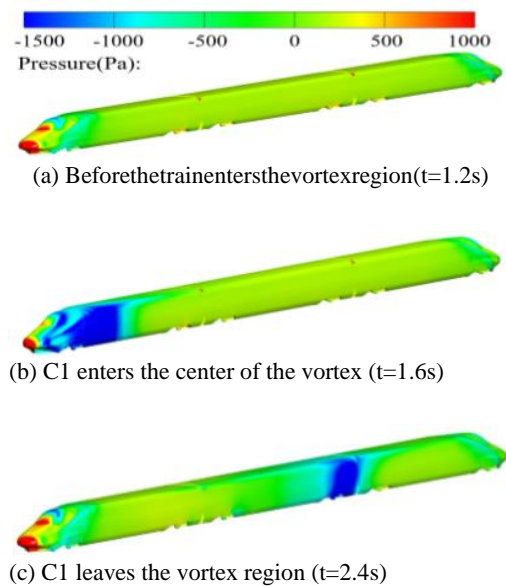 -1500 -1000 -500 0 500 1000
Pressure(Pa):
(a) Beforethetrainentersthevortexregion(t=1.2s)
(b) C1 enters the center of the vortex (t=1.6s)
(c) C1 leaves the vortex region (t=2.4s)